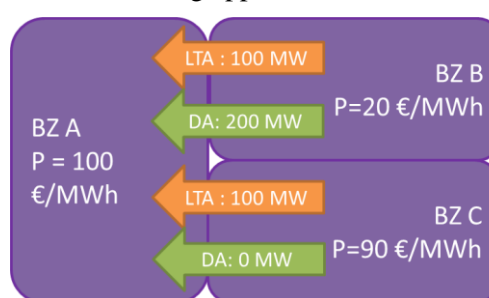 LTA : 100 MW
DA: 200 MW
BZ B
P=20 €/MWh
BZ A
P = 100
€/MWh
LTA : 100 MW
DA: 0 MW
BZ C
P=90 €/MWh